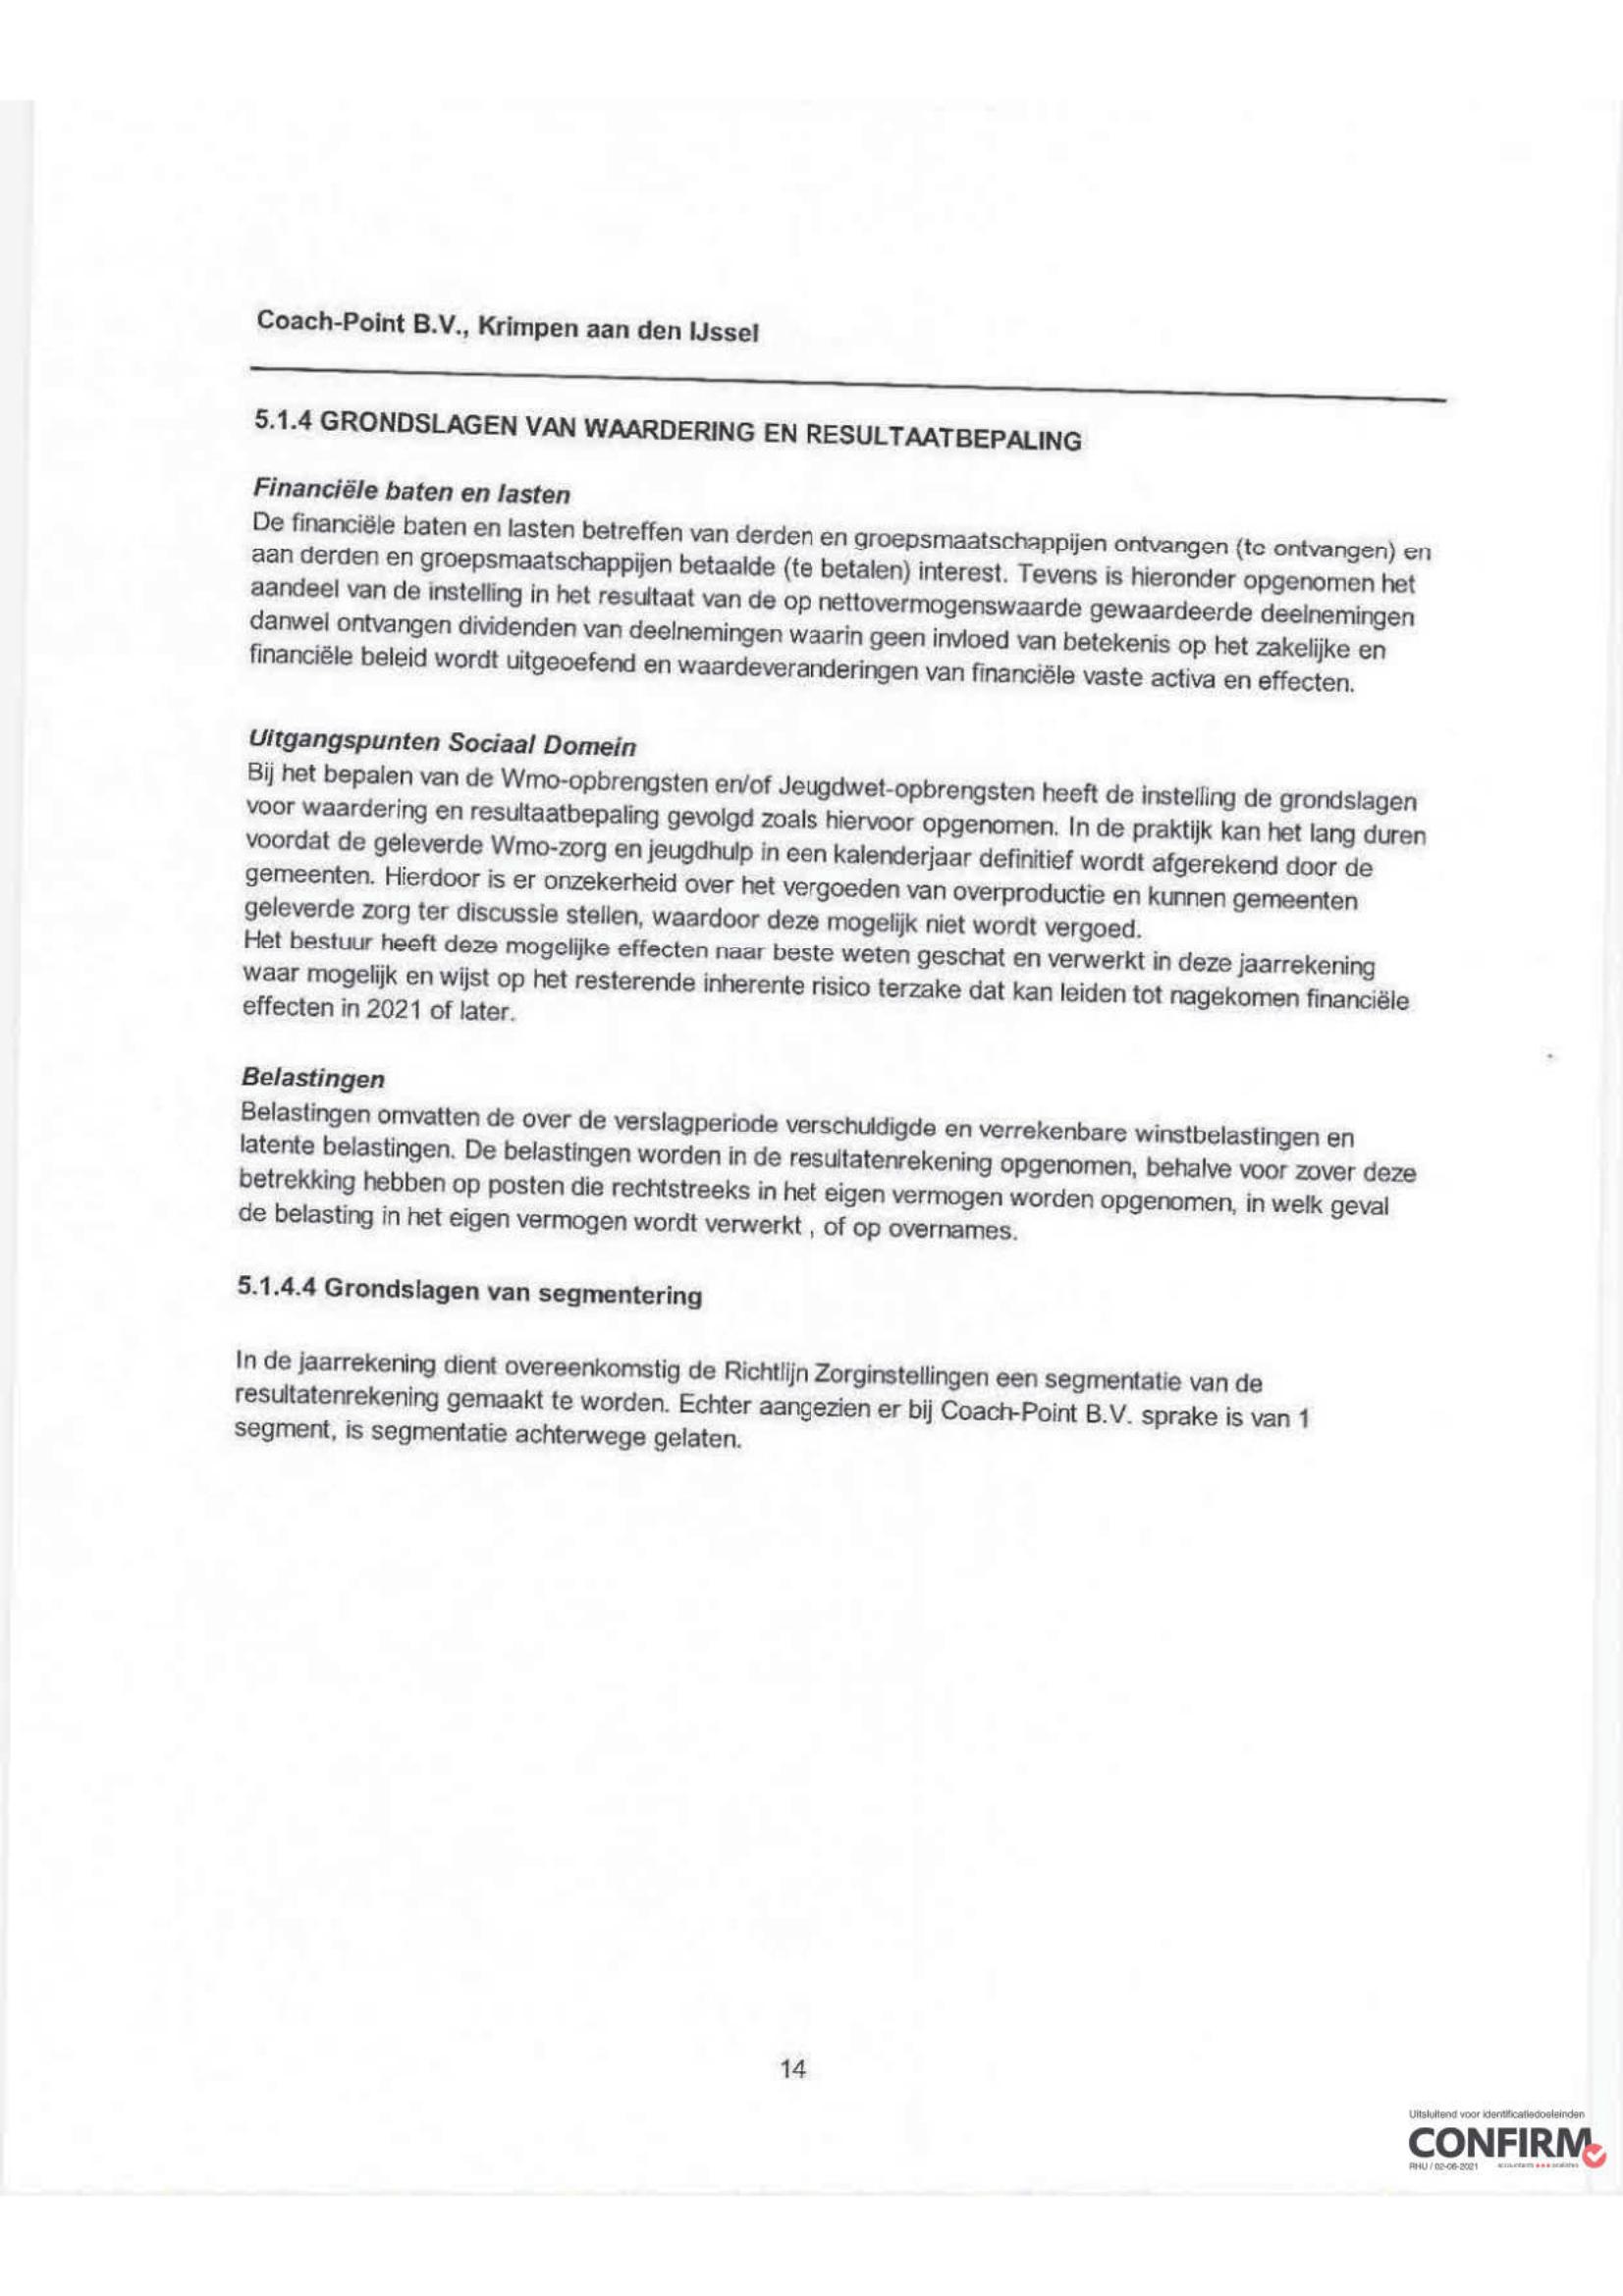 Coach-Point B.V., Krimpen aan den IJssel
5.1.4 GRONDSLAGEN VAN WAARDERING EN RESULTAATBEPALING
Financiële baten en lasten
De financiële baten en lasten betreffen van derden en groepsmaatschappijen ontvangen (te ontvangen) en
aan derden en groepsmaatschappijen betaalde (te betalen) interest. Tevens is hieronder opgenomen het
aandeel van de instelling in het resultaat van de op nettovermogenswaarde gewaardeerde deelnemingen
danwel ontvangen dividenden van deelnemingen waarin geen invloed van betekenis op het zakelijke en
financiële beleid wordt uitgeoefend en waardeveranderingen van financiële vaste activa en effecten.
Uitgangspunten Sociaal Domein
Bij het bepalen van de Wmo-opbrengsten en/of Jeugdwet-opbrengsten heeft de instelling de grondslagen
voor waardering en resultaatbepaling gevolgd zoals hiervoor opgenomen. In de praktijk kan het lang duren
voordat de geleverde Wmo-zorg en jeugdhulp in een kalenderjaar definitief wordt afgerekend door de
gemeenten. Hierdoor is er onzekerheid over het vergoeden van overproductie en kunnen gemeenten
geleverde zorg ter discussie stellen, waardoor deze mogelijk niet wordt vergoed.
Het bestuur heeft deze mogelijke effecten naar beste weten geschat en verwerkt in deze jaarrekening
waar mogelijk en wijst op het resterende inherente risico terzake dat kan leiden tot nagekomen financiële
effecten in 2021 of later.
Belastingen
Belastingen omvatten de over de verslagperiode verschuldigde en verrekenbare winstbelastingen en
latente belastingen. De belastingen worden in de resultatenrekening opgenomen, behalve voor zover deze
betrekking hebben op posten die rechtstreeks in het eigen vermogen worden opgenomen, in welk geval
de belasting in het eigen vermogen wordt verwerkt , of op overnames.
5.1.4.4 Grondslagen van segmentering
In de jaarrekening dient overeenkomstig de Richtlijn Zorginstellingen een segmentatie van de
resultatenrekening gemaakt te worden. Echter aangezien er bij Coach-Point B.V. sprake is van 1
segment, is segmentatie achterwege gelaten.
14
Uitsluitend voor identificatiedoeleinden
CONFIRM
RHU / 02-06-2021